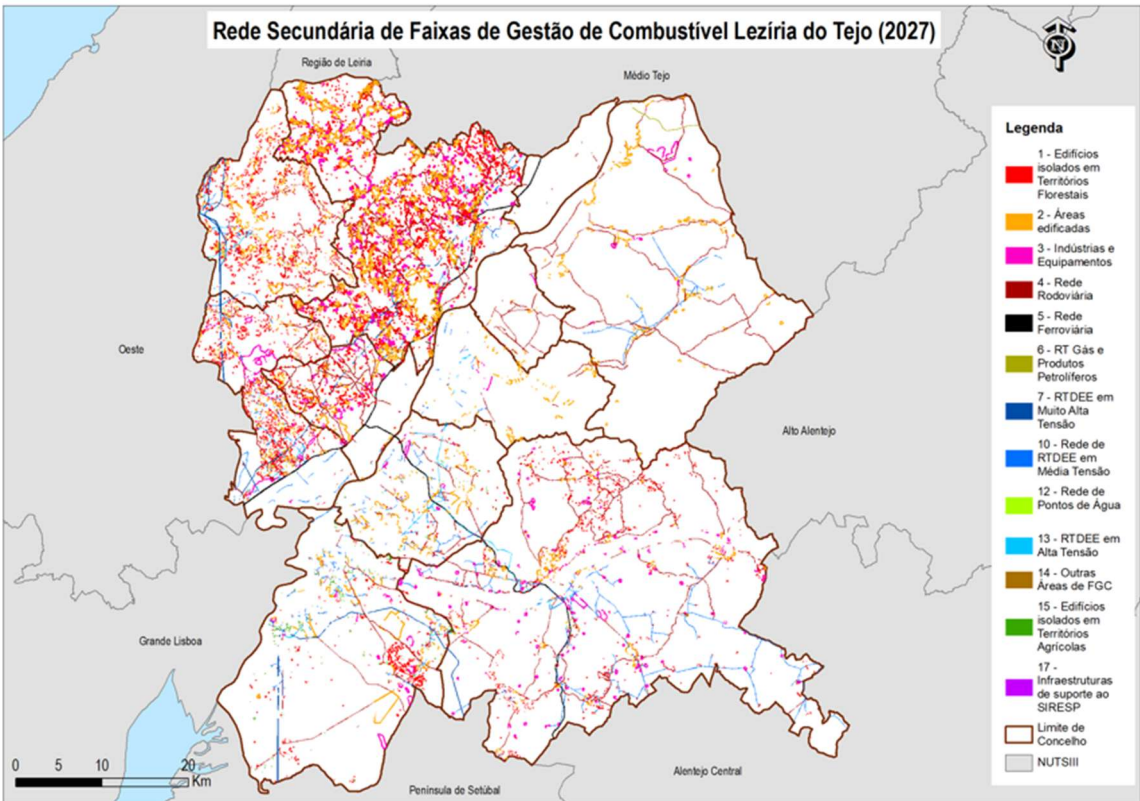 Rede Secundária de Faixas de Gestão de Combustível Lezíria do Tejo (2027)
N
Região de Leiria
Médio Tejo
Oeste
Alto Alentejo
Grande Lisboa
Alentejo Central
Península de Setúbal
0 5 10 20
Km
Legenda
1 - Edifícios
isolados em
Territórios
Florestais
2 - Áreas
edificadas
3 - Indústrias e
Equipamentos
4 - Rede
Rodoviária
5 - Rede
Ferroviária
6 - RT Gás e
Produtos
Petrolíferos
7 - RTDEE em
Muito Alta
Tensão
10 - Rede de
RTDEE em
Média Tensão
12 - Rede de
Pontos de Água
13 - RTDEE em
Alta Tensão
14 - Outras
Áreas de FGC
15 - Edifícios
isolados em
Territórios
Agrícolas
17 -
Infraestruturas
de suporte ao
SIRESP
Limite de
Concelho
NUTSIII